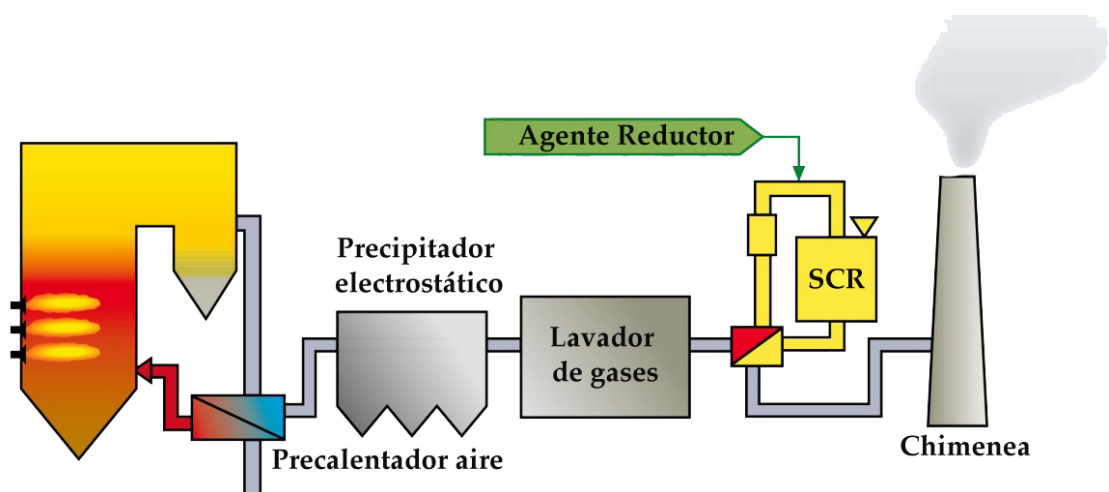 Agente Reductor
Precipitador
electrostático
SCR
Lavador
de gases
Chimenea
Precalentador aire